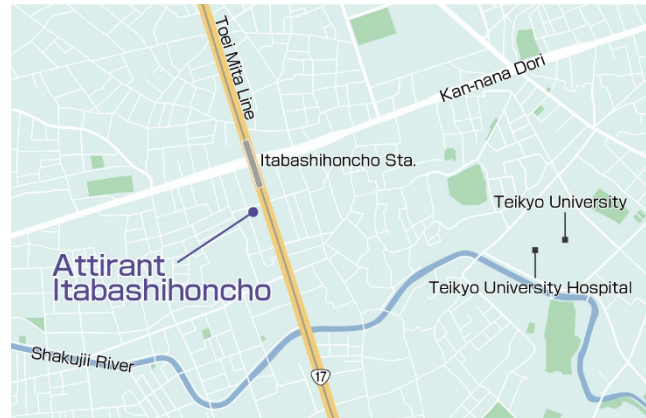 Toei Mita Line
Kan-nana Dori
Itabashihoncho Sta.
Teikyo University
Attirant
Itabashihoncho
Teikyo University Hospital
Shakujii River
17